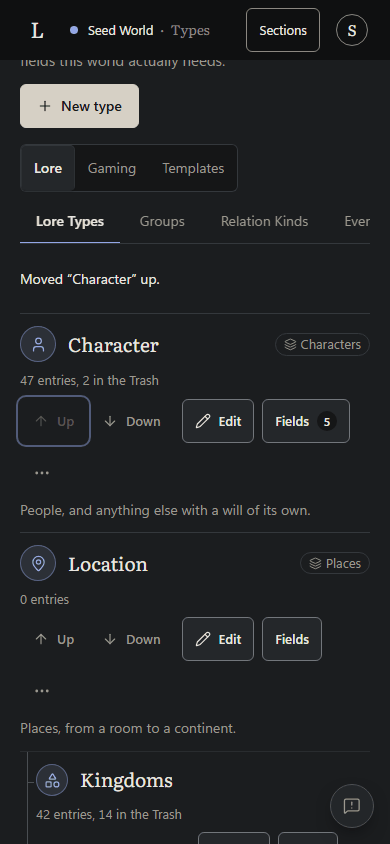 L Seed World · Types Sections S
fields this world actually needs.
+ New type
Lore Gaming Templates
Lore Types Groups Relation Kinds Ever
Moved “Character” up.
Character Characters
47 entries, 2 in the Trash
Up Down Edit Fields 5
...
People, and anything else with a will of its own.
Location Places
0 entries
Up Down Edit Fields
...
Places, from a room to a continent.
Kingdoms
42 entries, 14 in the Trash